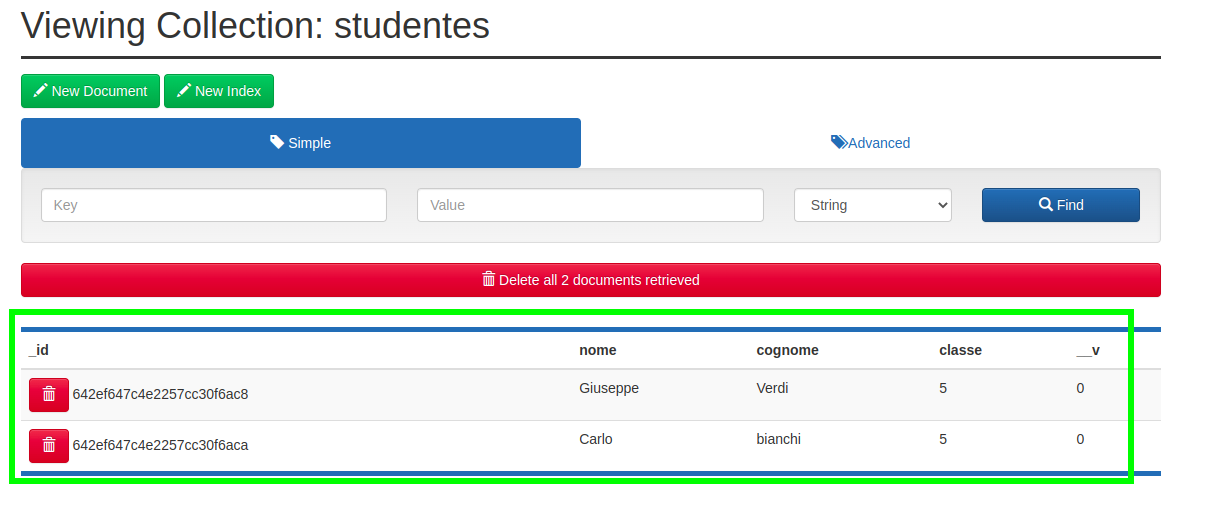 Viewing Collection: studentes
New Document New Index
Simple Advanced
Key Value String Find
Delete all 2 documents retrieved
_id nome cognome classe __v
642ef647c4e2257cc30f6ac8 Giuseppe Verdi 5 0
642ef647c4e2257cc30f6aca Carlo bianchi 5 0